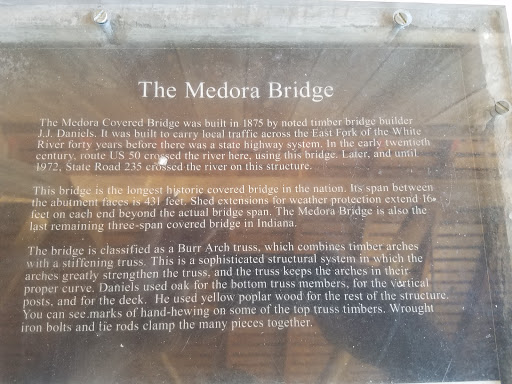 The Medora Bridge
The Medora Covered Bridge was built in 1875 by noted timber bridge builder
J.J. Daniels. It was built to carry local traffic across the East Fork of the White
River forty years before there was a state highway system. In the early twentieth
century, route US 50 crossed the river here, using this bridge. Later, and until
1972, State Road 235 crossed the river on this structure.
This bridge is the longest historic covered bridge in the nation. Its span between
the abutment faces is 431 feet. Shed extensions for weather protection extend 16
feet on each end beyond the actual bridge span. The Medora Bridge is also the
last remaining three-span covered bridge in Indiana.
The bridge is classified as a Burr Arch truss, which combines timber arches
with a stiffening truss. This is a sophisticated structural system in which the
arches greatly strengthen the truss, and the truss keeps the arches in their
proper curve. Daniels used oak for the bottom truss members, for the vertical
posts, and for the deck. He used yellow poplar wood for the rest of the structure.
You can see marks of hand-hewing on some of the top truss timbers. Wrought
iron bolts and tie rods clamp the many pieces together.